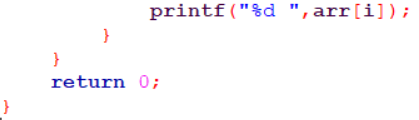 printf("%d ",arr[i]);
}
}
return 0;
}